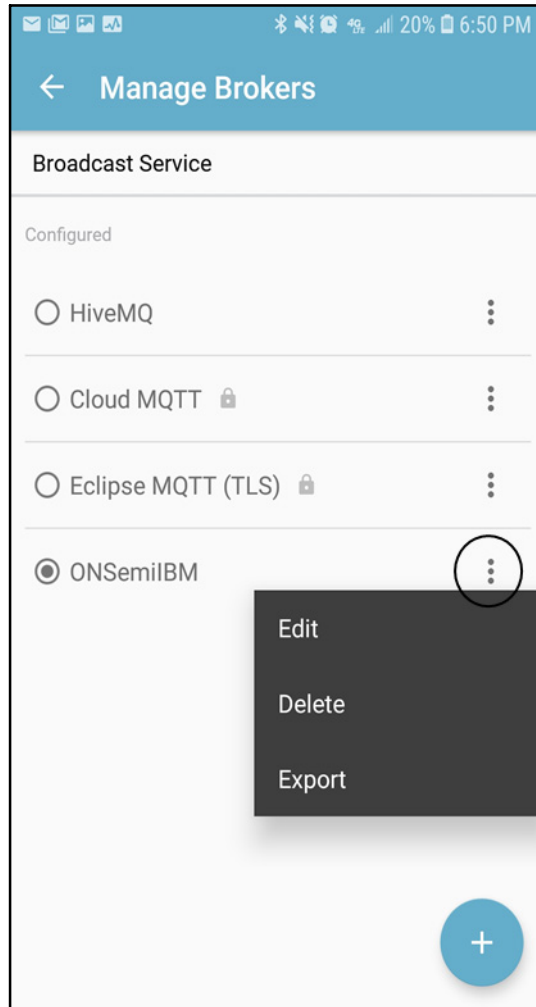 20% 6:50 PM
Manage Brokers
Broadcast Service
Configured
HiveMQ
Cloud MQTT
Eclipse MQTT (TLS)
ONSemiIBM
Edit
Delete
Export